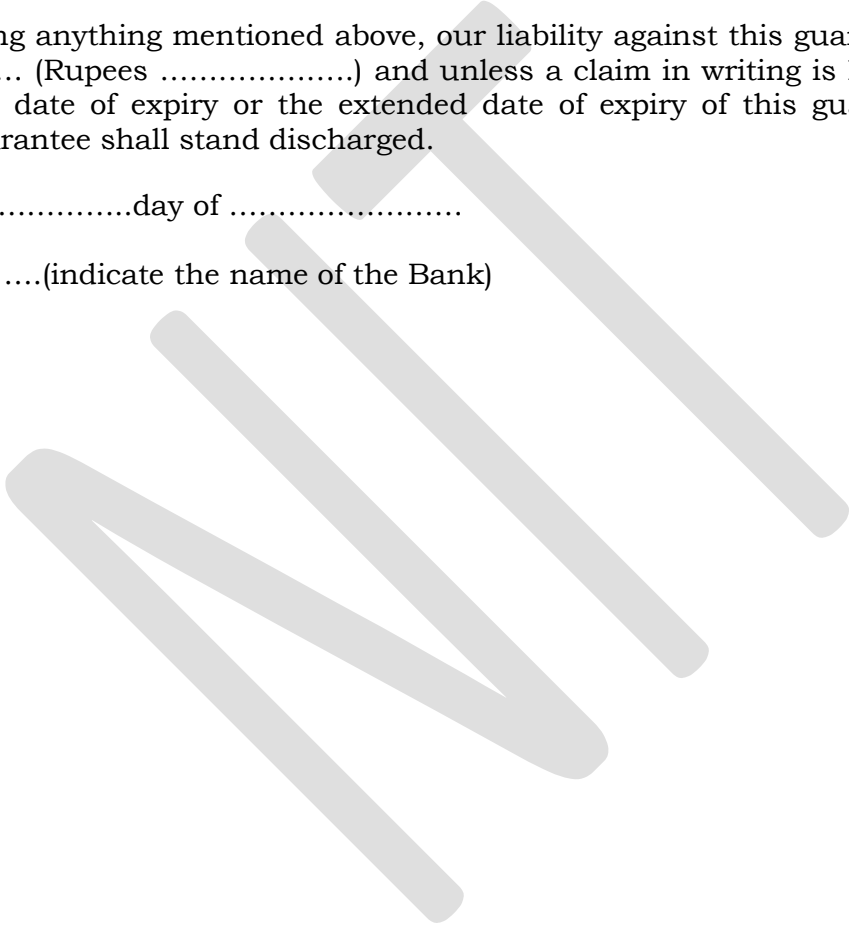 ng anything mentioned above, our liability against this guar
... (Rupees ....................) and unless a claim in writing is
date of expiry or the extended date of expiry of this gu
rantee shall stand discharged.
..............day of ........................
....(indicate the name of the Bank)
NIT